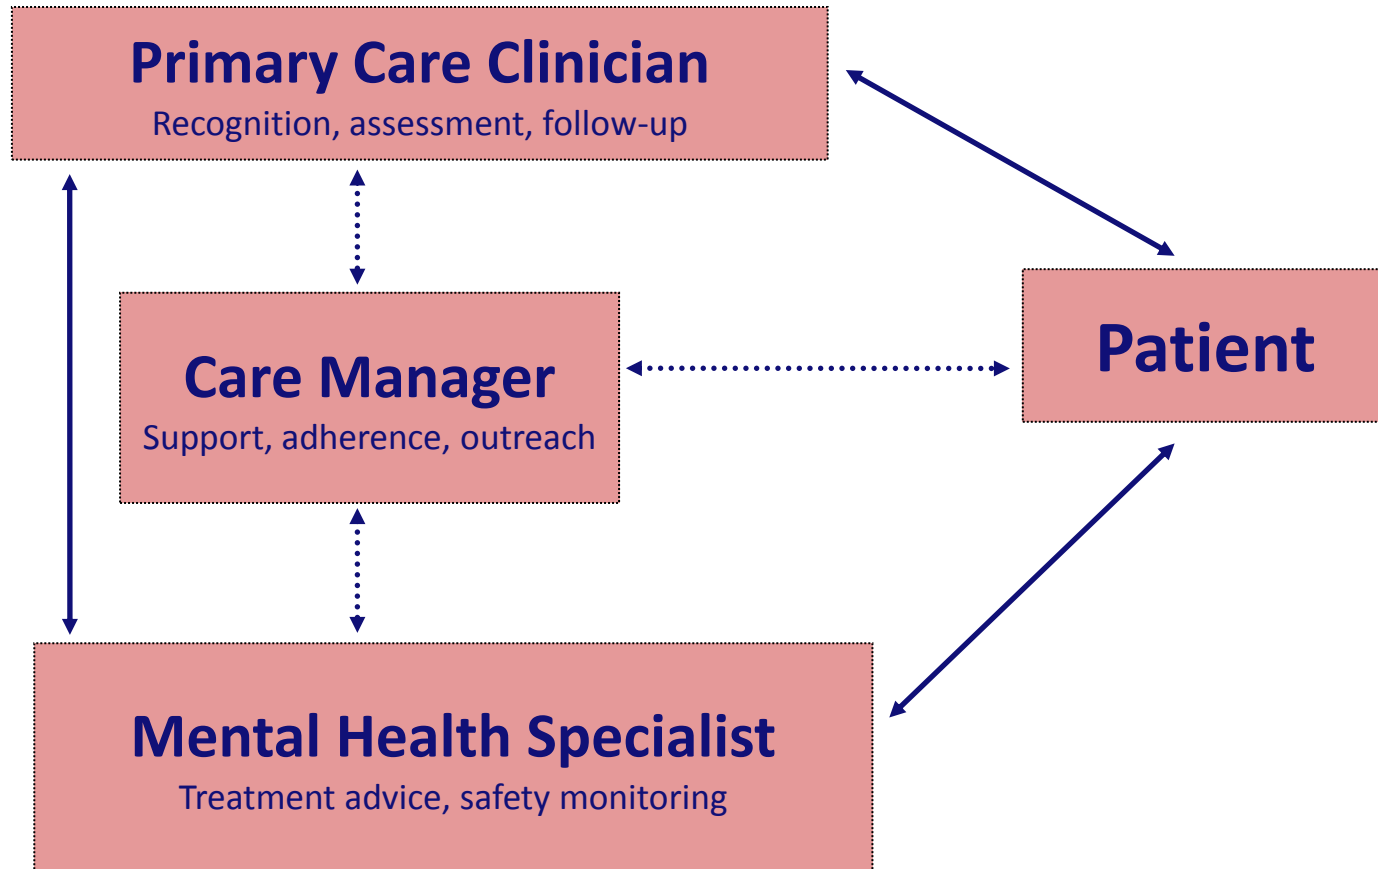 Primary Care Clinician
Recognition, assessment, follow-up
Care Manager
Support, adherence, outreach
Patient
Mental Health Specialist
Treatment advice, safety monitoring